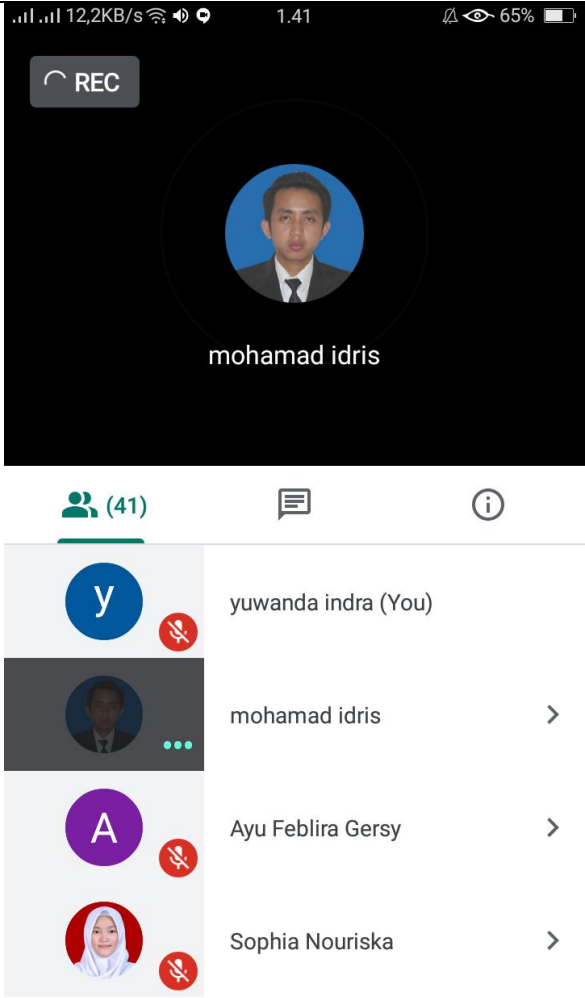 12,2KB/s 1.41 65%
REC
mohamad idris
(41)
y yuwanda indra (You)
mohamad idris
A Ayu Feblira Gersy
Sophia Nouriska